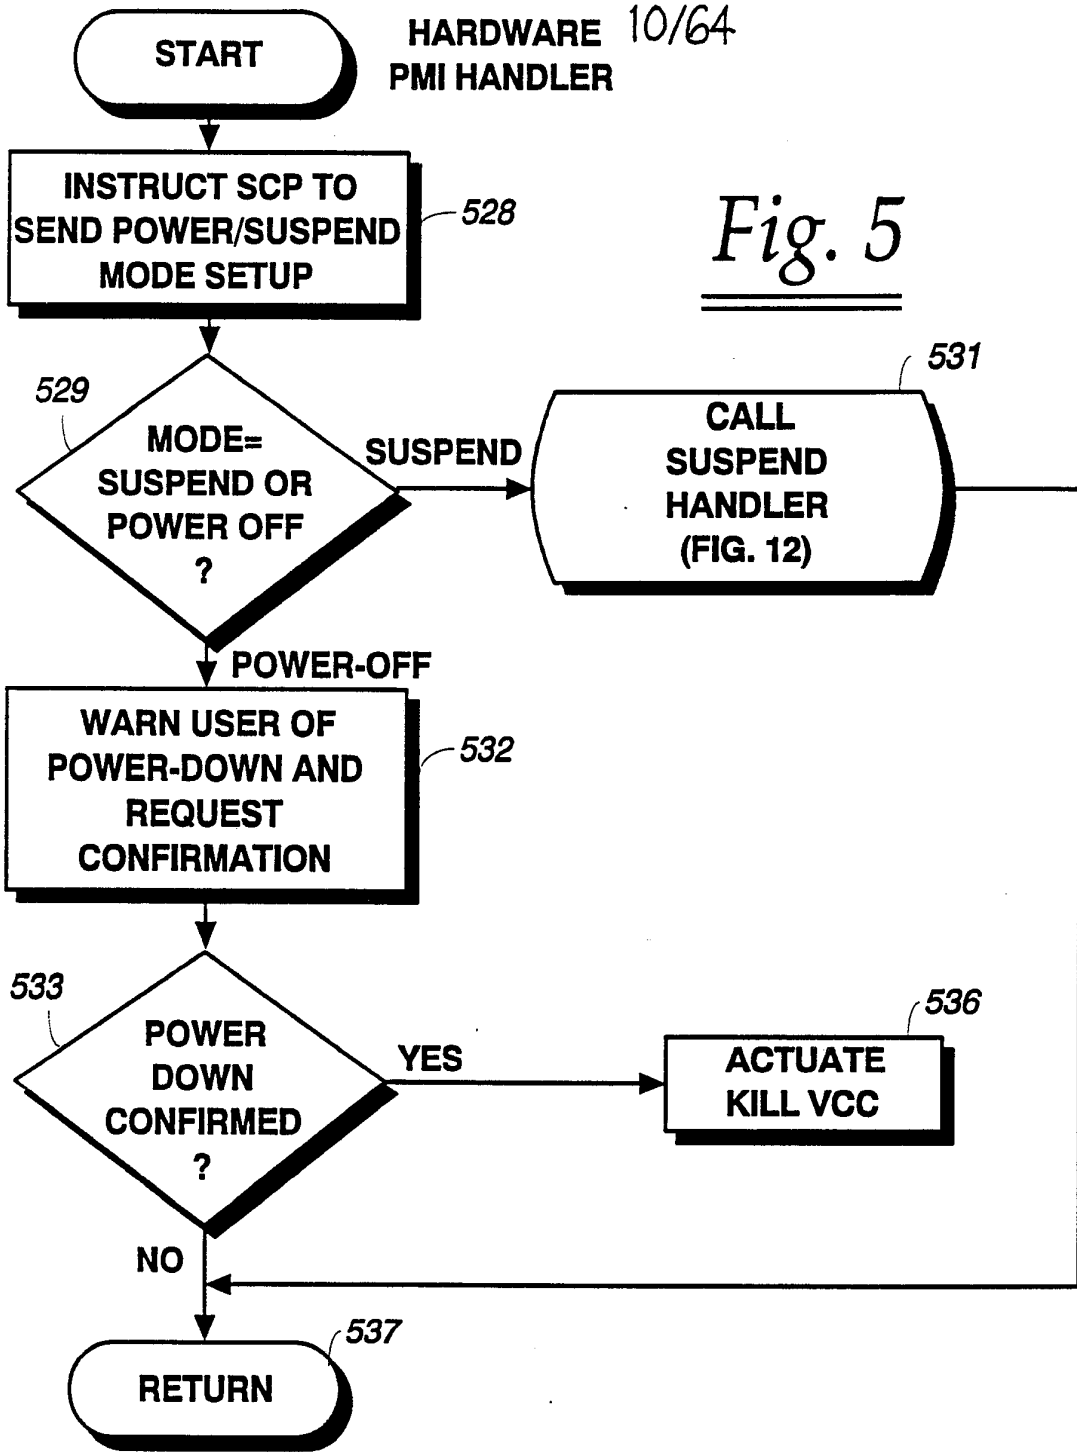 START
HARDWARE
PMI HANDLER
10/64
INSTRUCT SCP TO
SEND POWER/SUSPEND
MODE SETUP
528
Fig. 5
529
MODE=
SUSPEND OR
POWER OFF
?
SUSPEND
531
CALL
SUSPEND
HANDLER
(FIG. 12)
POWER-OFF
WARN USER OF
POWER-DOWN AND
REQUEST
CONFIRMATION
532
533
POWER
DOWN
CONFIRMED
?
YES
536
ACTUATE
KILL VCC
NO
537
RETURN